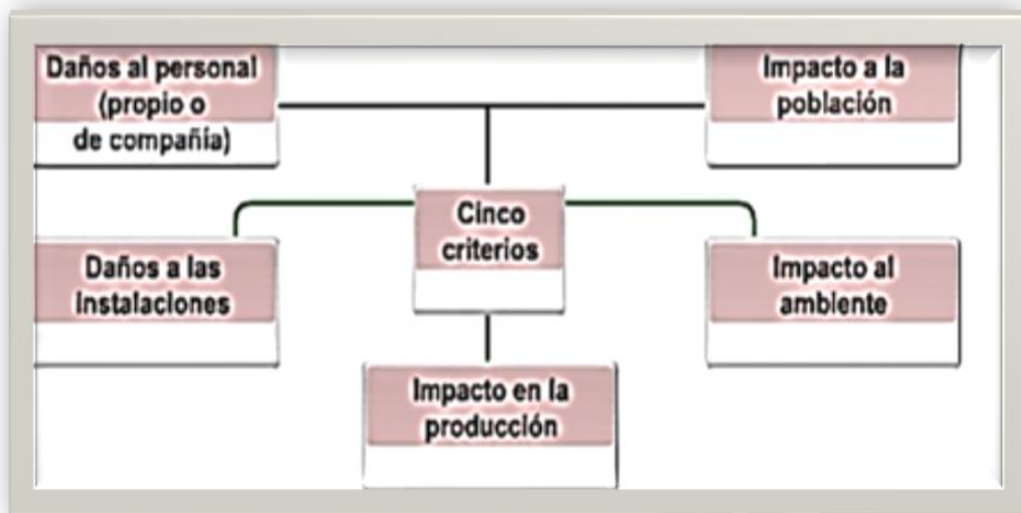 Daños al personal
(propio o
de compañía)
Impacto a la
población
Cinco
criterios
Daños a las
instalaciones
Impacto al
ambiente
Impacto en la
producción